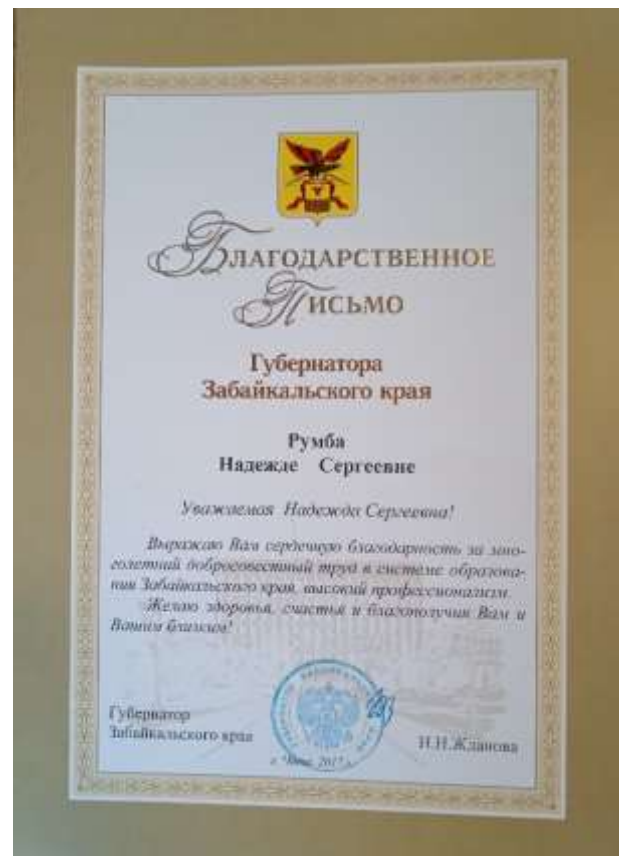 Благодарственное
Письмо
Губернатора
Забайкальского края
Румба
Надежде Сергеевне
Уважаемая Надежда Сергеевна!
Выражаю Вам сердечную благодарность за мно-
голетний добросовестный труд в системе образова-
ния Забайкальского края, высокий профессионализм.
Желаю здоровья, счастья и благополучия Вам и
Вашим близким!
Губернатор
Забайкальского края
Н.Н.Жданова
г. Чита, 2017 г.